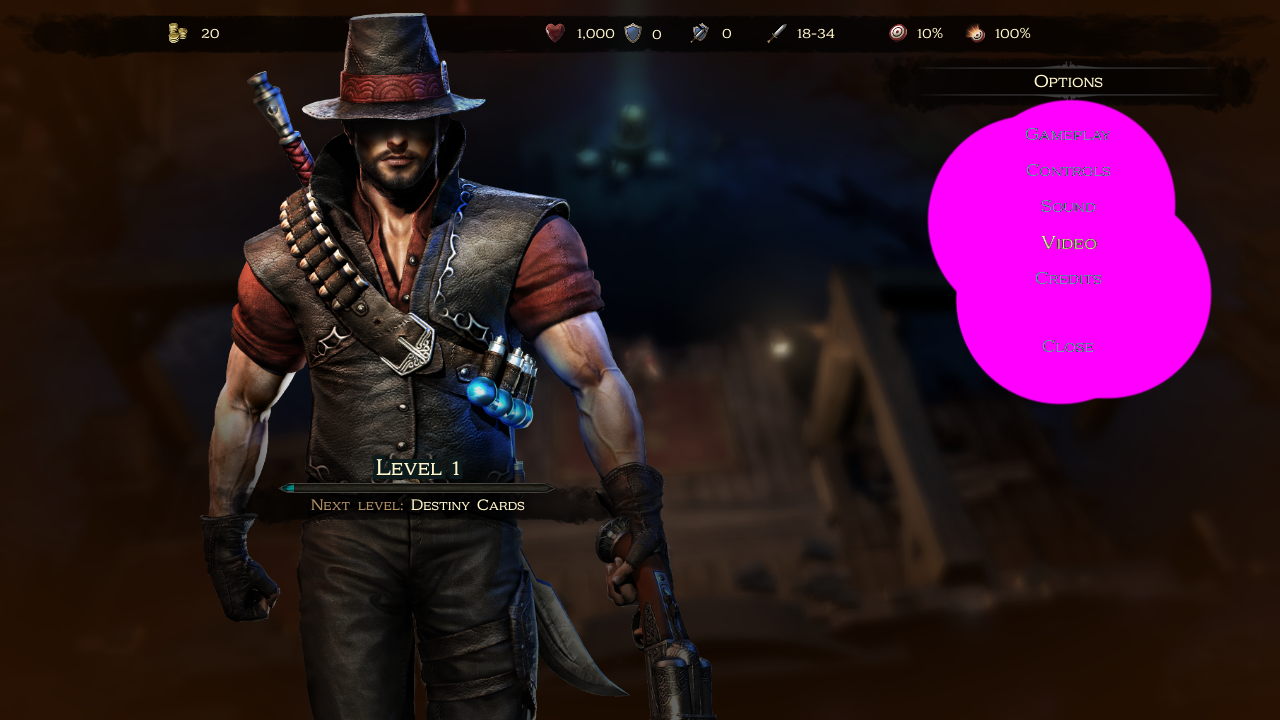 20 1,000 0 0 18-34 10% 100%
Options
Gameplay
Controls
Sound
Video
Credits
Close
Level 1
Next level: Destiny Cards